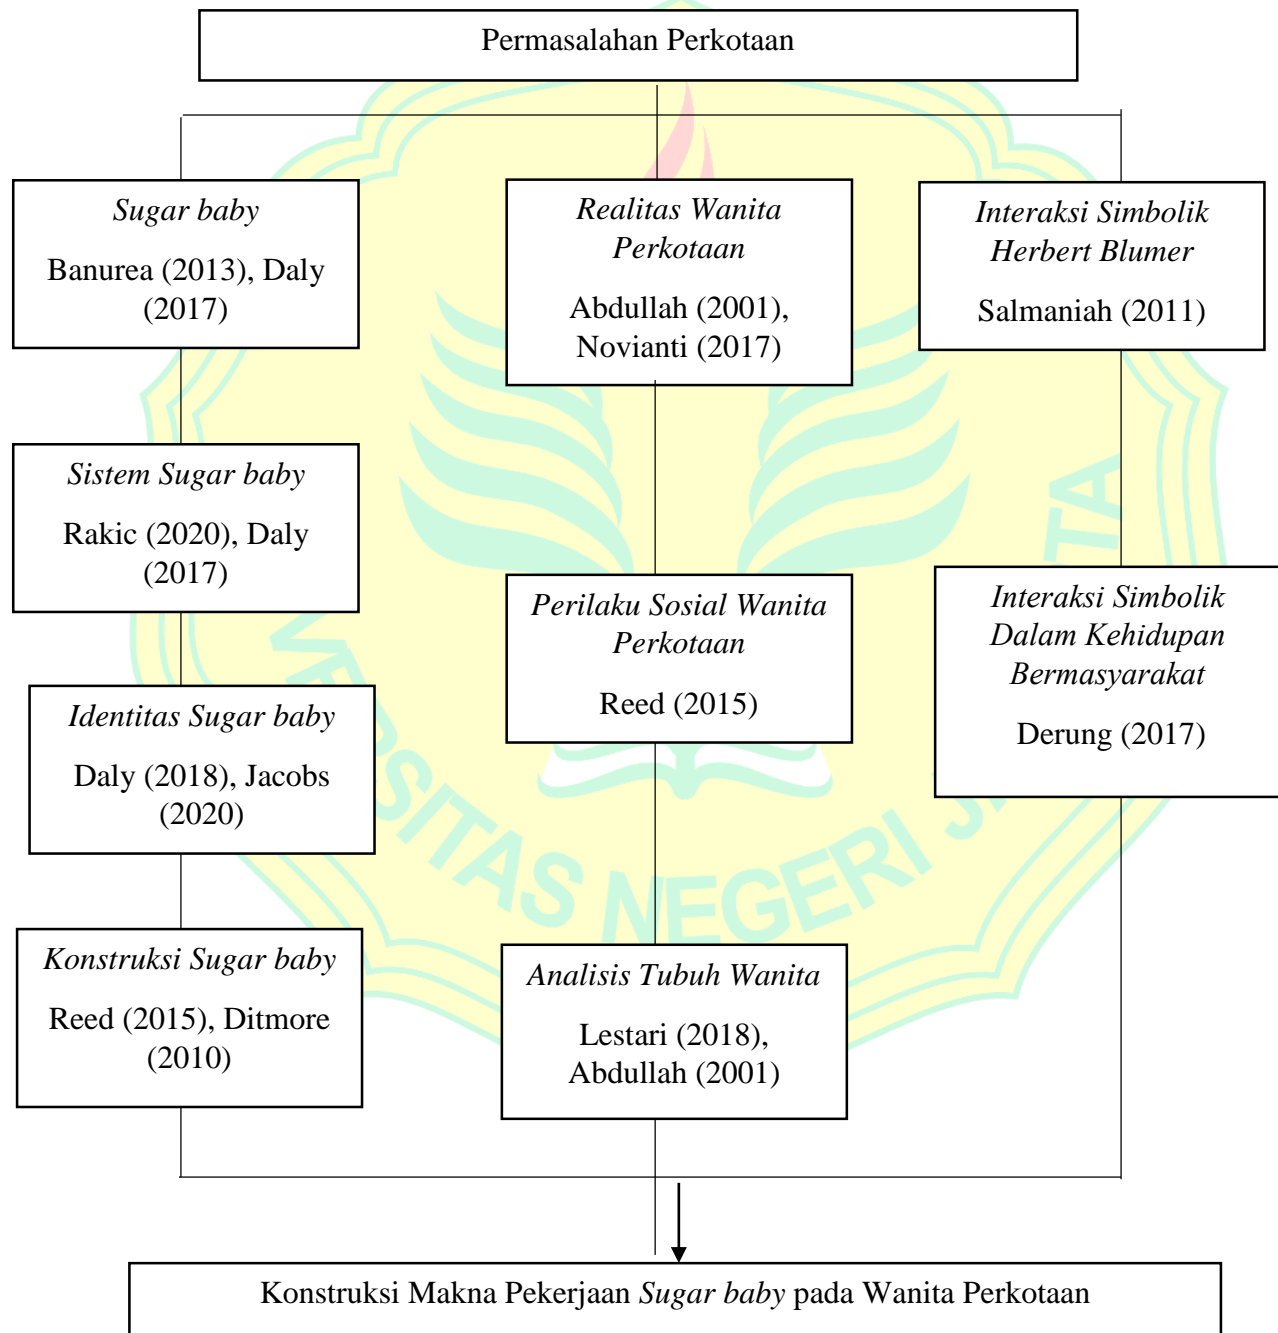 Permasalahan Perkotaan
Sugar baby
Banurea (2013), Daly
(2017)
Sistem Sugar baby
Rakic (2020), Daly
(2017)
Identitas Sugar baby
Daly (2018), Jacobs
(2020)
Konstruksi Sugar baby
Reed (2015), Ditmore
(2010)
Realitas Wanita
Perkotaan
Abdullah (2001),
Novianti (2017)
Perilaku Sosial Wanita
Perkotaan
Reed (2015)
Analisis Tubuh Wanita
Lestari (2018),
Abdullah (2001)
Interaksi Simbolik
Herbert Blumer
Salmaniah (2011)
Interaksi Simbolik
Dalam Kehidupan
Bermasyarakat
Derung (2017)
Konstruksi Makna Pekerjaan Sugar baby pada Wanita Perkotaan
NEGERI